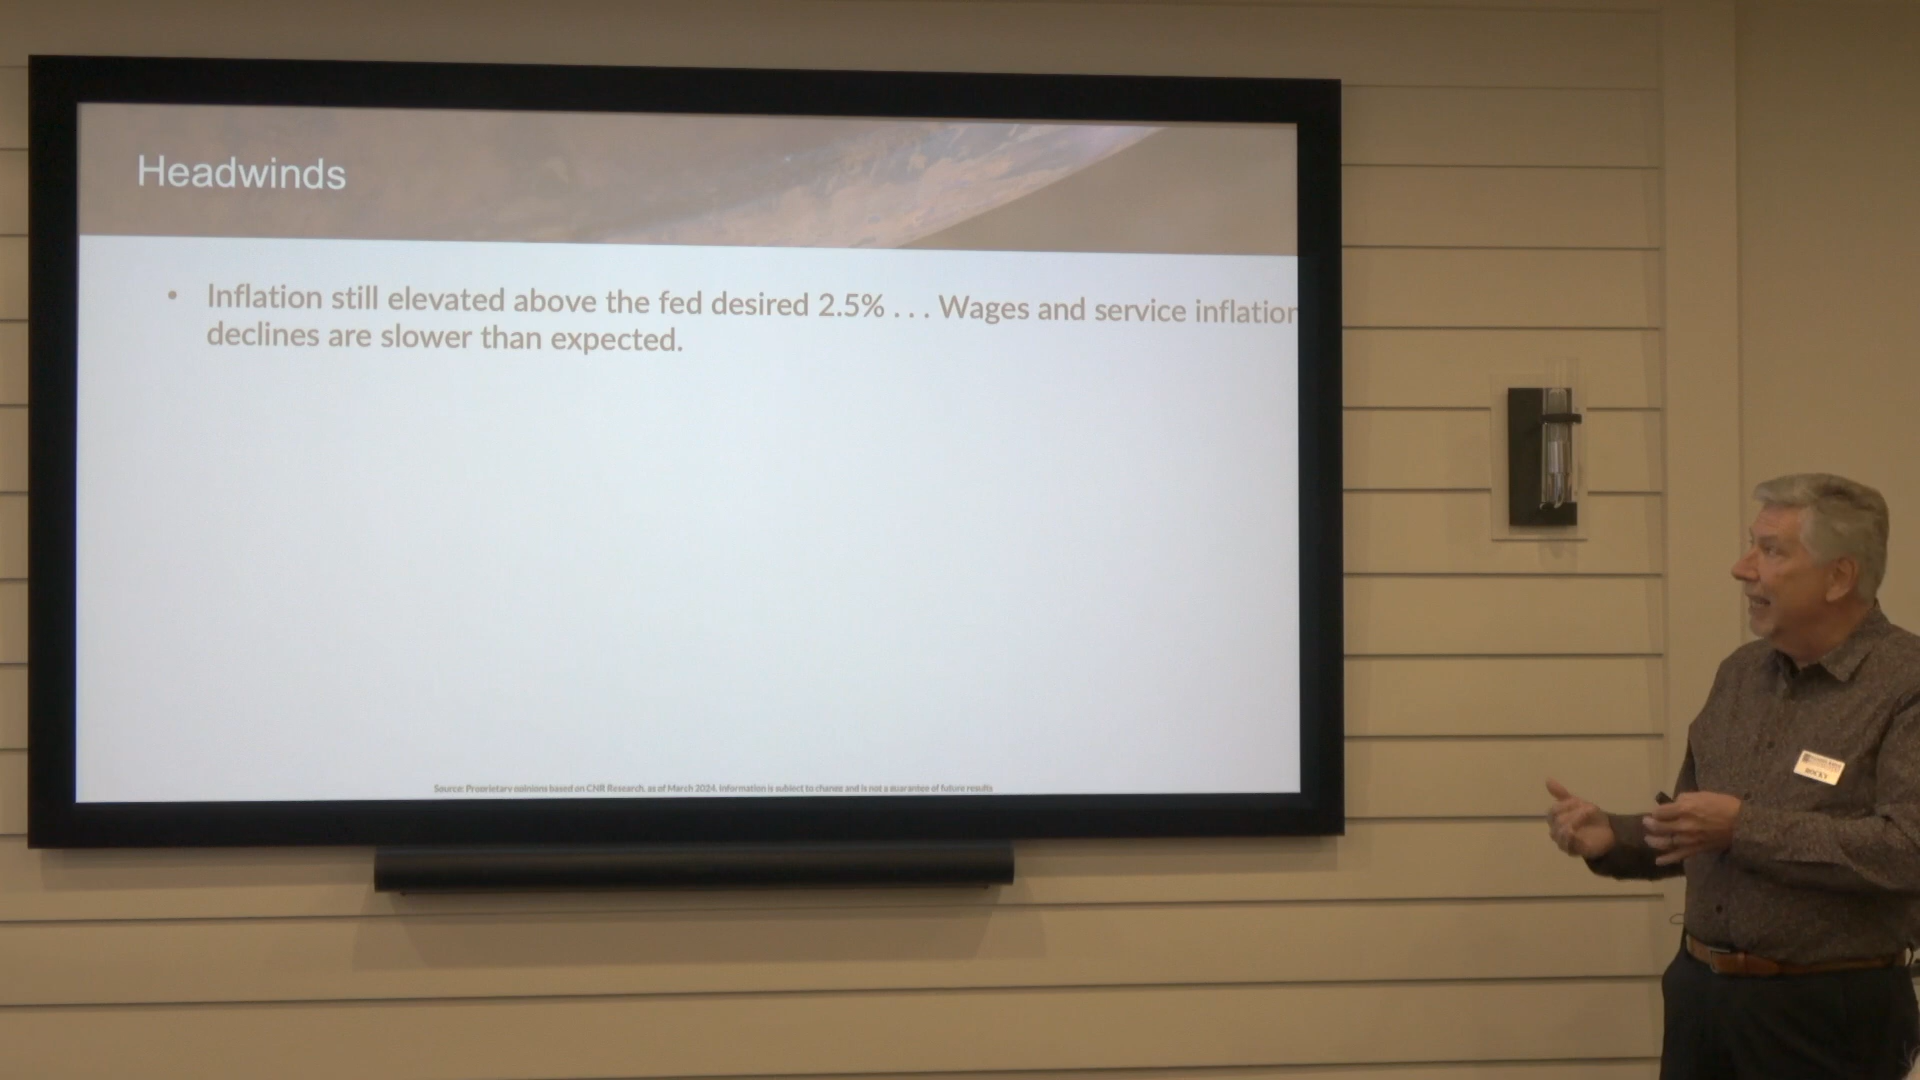 Headwinds
• Inflation still elevated above the fed desired 2.5% . . . Wages and service inflation
declines are slower than expected.
Source: Proprietary opinions based on CNR Research, as of March 2024. Information is subject to change and is not a guarantee of future results
ROCKY